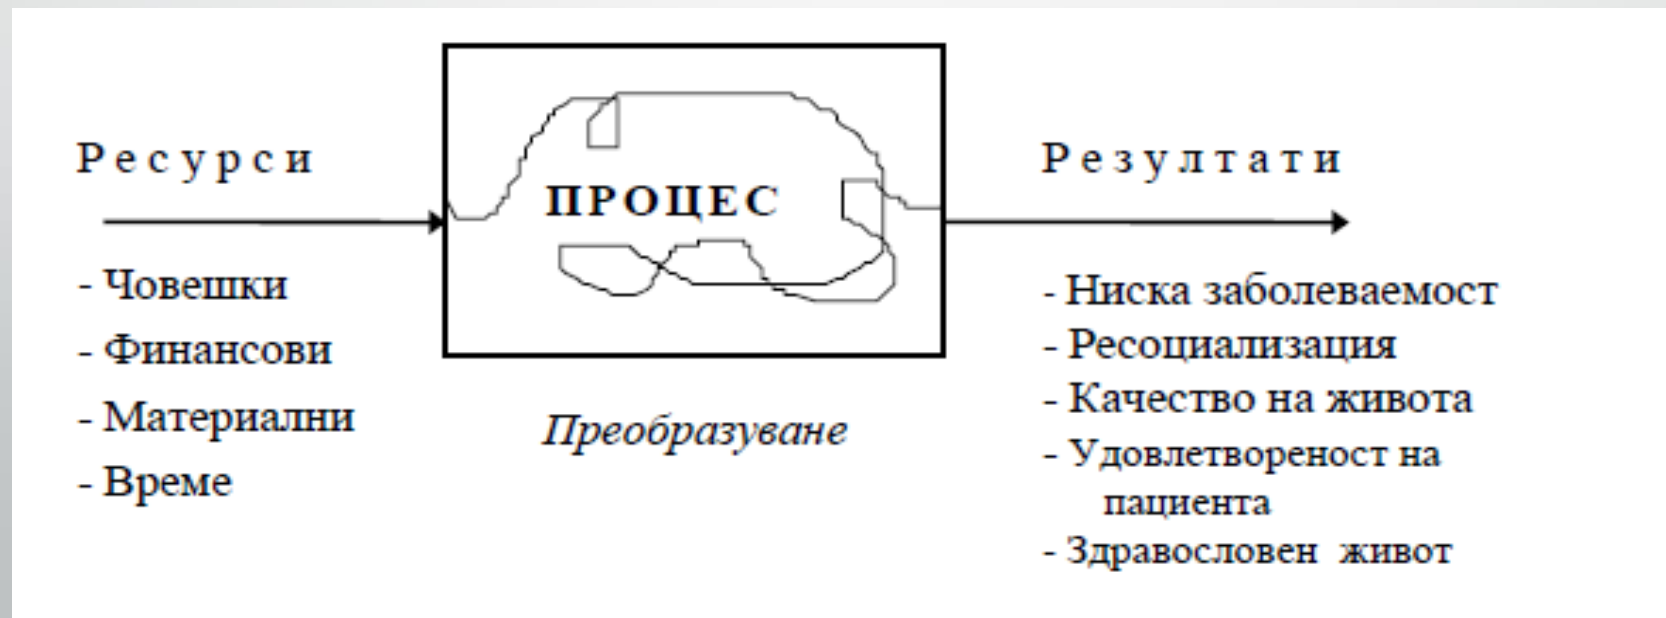 Ресурси
- Човешки
- Финансови
- Материални
- Време
ПРОЦЕС
Преобразуване
Резултати
- Ниска заболеваемост
- Ресоциализация
- Качество на живота
- Удовлетвореност на
пациента
- Здравословен живот